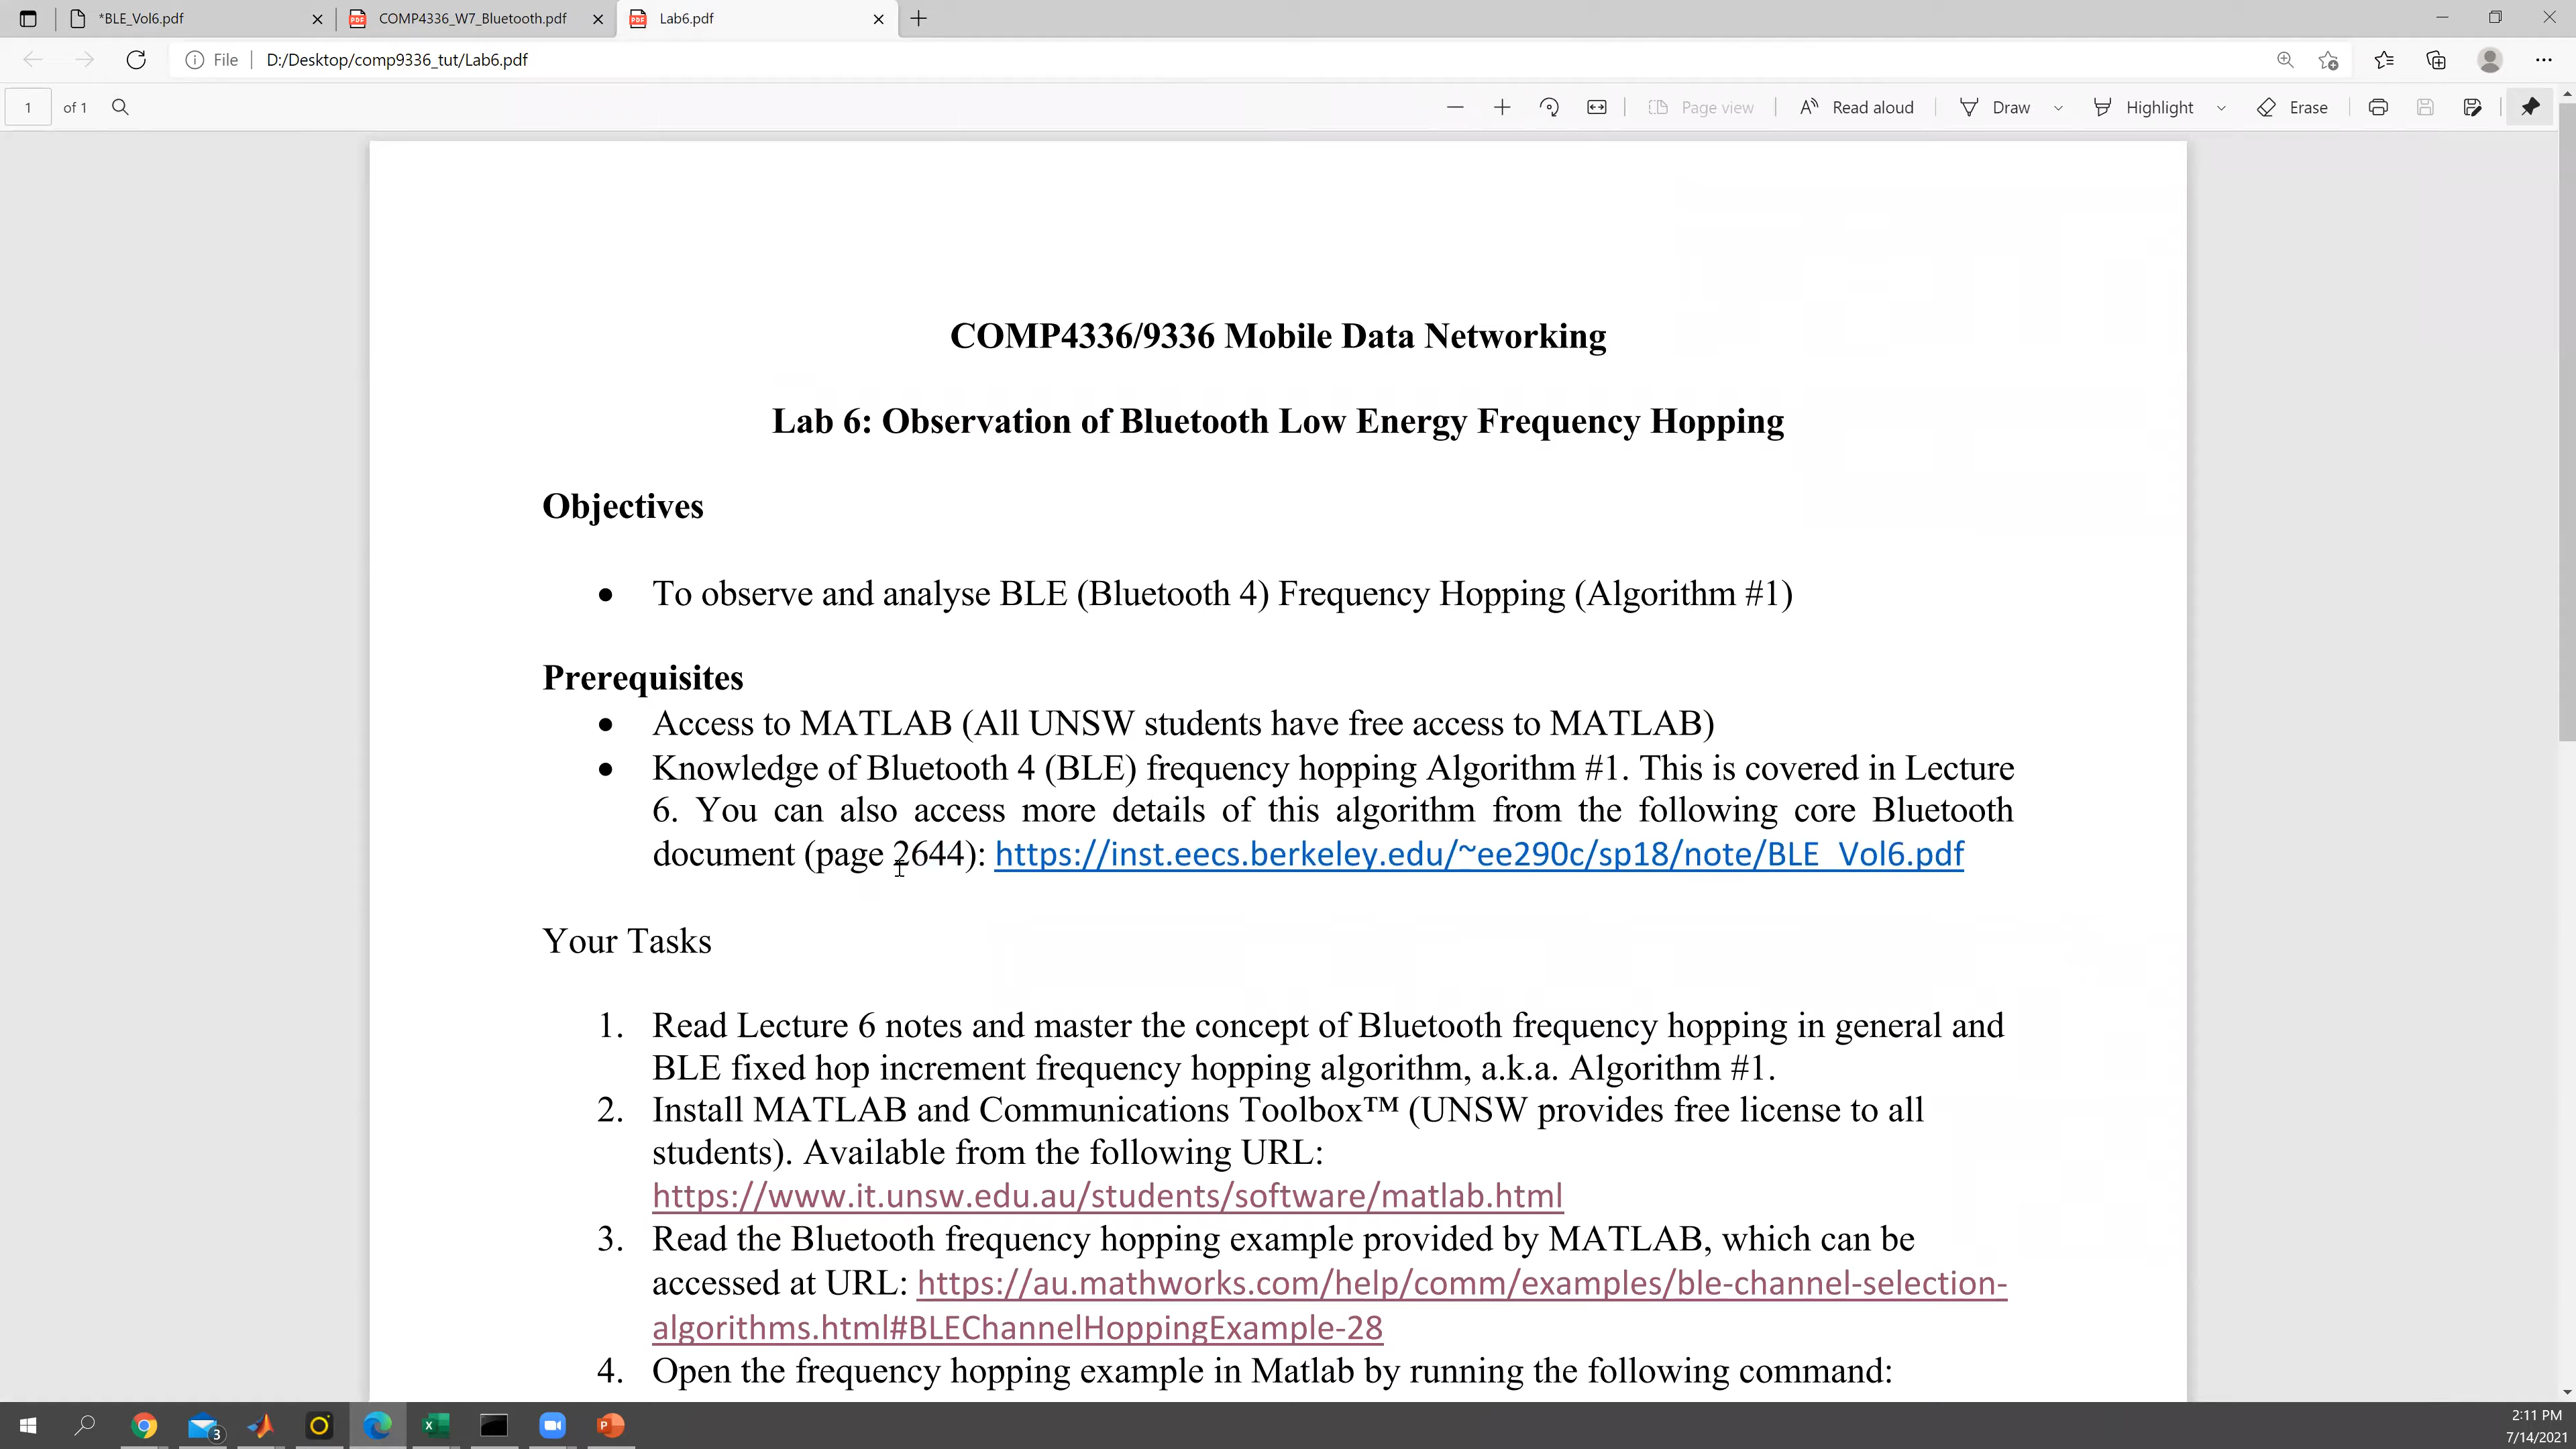 *BLE_Vol6.pdf
COMP4336_W7_Bluetooth.pdf
Lab6.pdf
File
D:/Desktop/comp9336_tut/Lab6.pdf
1 of 1
Page view
Read aloud
Draw
Highlight
Erase
COMP4336/9336 Mobile Data Networking
Lab 6: Observation of Bluetooth Low Energy Frequency Hopping
Objectives
• To observe and analyse BLE (Bluetooth 4) Frequency Hopping (Algorithm #1)
Prerequisites
• Access to MATLAB (All UNSW students have free access to MATLAB)
• Knowledge of Bluetooth 4 (BLE) frequency hopping Algorithm #1. This is covered in Lecture
6. You can also access more details of this algorithm from the following core Bluetooth
document (page 2644): https://inst.eecs.berkeley.edu/~ee290c/sp18/note/BLE_Vol6.pdf
Your Tasks
1. Read Lecture 6 notes and master the concept of Bluetooth frequency hopping in general and
BLE fixed hop increment frequency hopping algorithm, a.k.a. Algorithm #1.
2. Install MATLAB and Communications Toolbox™ (UNSW provides free license to all
students). Available from the following URL:
https://www.it.unsw.edu.au/students/software/matlab.html
3. Read the Bluetooth frequency hopping example provided by MATLAB, which can be
accessed at URL: https://au.mathworks.com/help/comm/examples/ble-channel-selection-
algorithms.html#BLEChannelHoppingExample-28
4. Open the frequency hopping example in Matlab by running the following command:
3
2:11 PM
7/14/2021